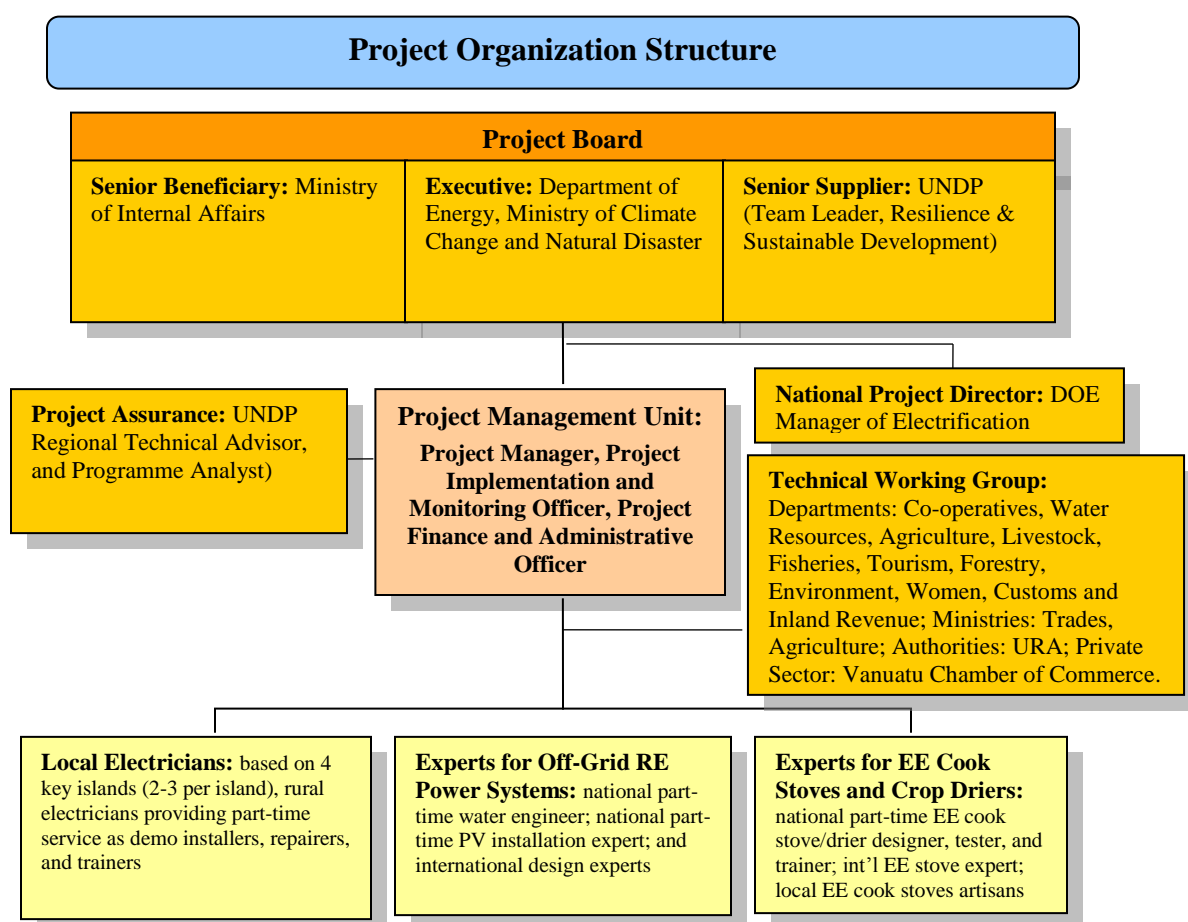 Project Organization Structure
Project Board
Senior Beneficiary: Ministry
of Internal Affairs
Executive: Department of
Energy, Ministry of Climate
Change and Natural Disaster
Senior Supplier: UNDP
(Team Leader, Resilience &
Sustainable Development)
Project Assurance: UNDP
Regional Technical Advisor,
and Programme Analyst)
Project Management Unit:
Project Manager, Project
Implementation and
Monitoring Officer, Project
Finance and Administrative
Officer
National Project Director: DOE
Manager of Electrification
Technical Working Group:
Departments: Co-operatives, Water
Resources, Agriculture, Livestock,
Fisheries, Tourism, Forestry,
Environment, Women, Customs and
Inland Revenue; Ministries: Trades,
Agriculture; Authorities: URA; Private
Sector: Vanuatu Chamber of Commerce.
Local Electricians: based on 4
key islands (2-3 per island), rural
electricians providing part-time
service as demo installers, repairers,
and trainers
Experts for Off-Grid RE
Power Systems: national part-
time water engineer; national part-
time PV installation expert; and
international design experts
Experts for EE Cook
Stoves and Crop Driers:
national part-time EE cook
stove/drier designer, tester, and
trainer; int’l EE stove expert;
local EE cook stoves artisans